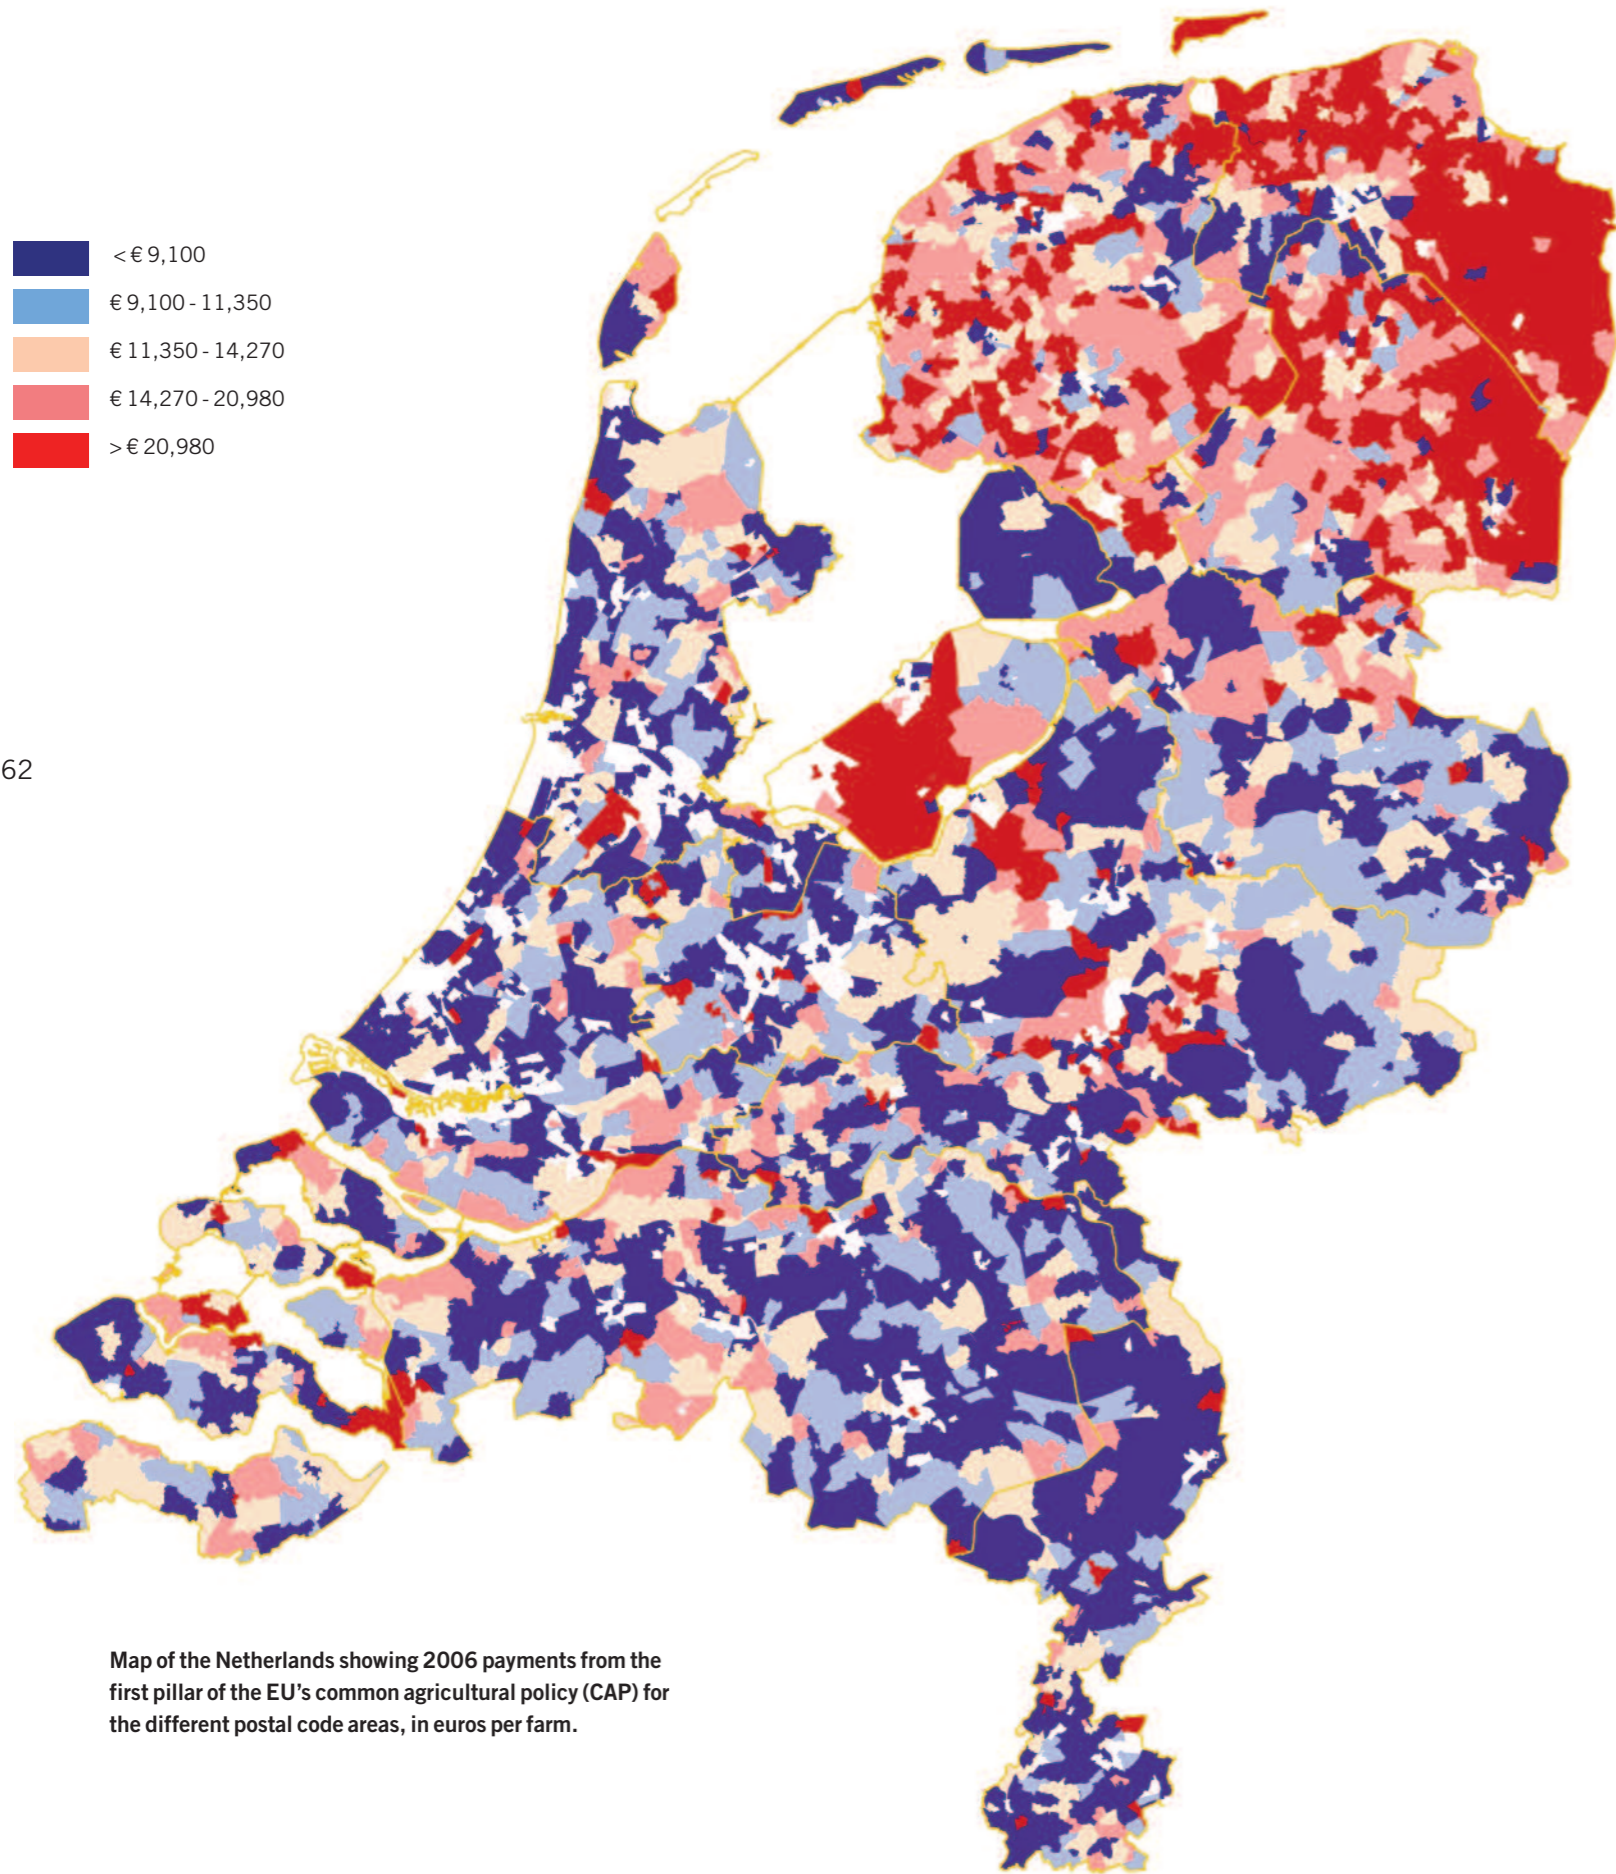 < € 9,100
€ 9,100 - 11,350
€ 11,350 - 14,270
€ 14,270 - 20,980
> € 20,980
62
Map of the Netherlands showing 2006 payments from the
first pillar of the EU's common agricultural policy (CAP) for
the different postal code areas, in euros per farm.